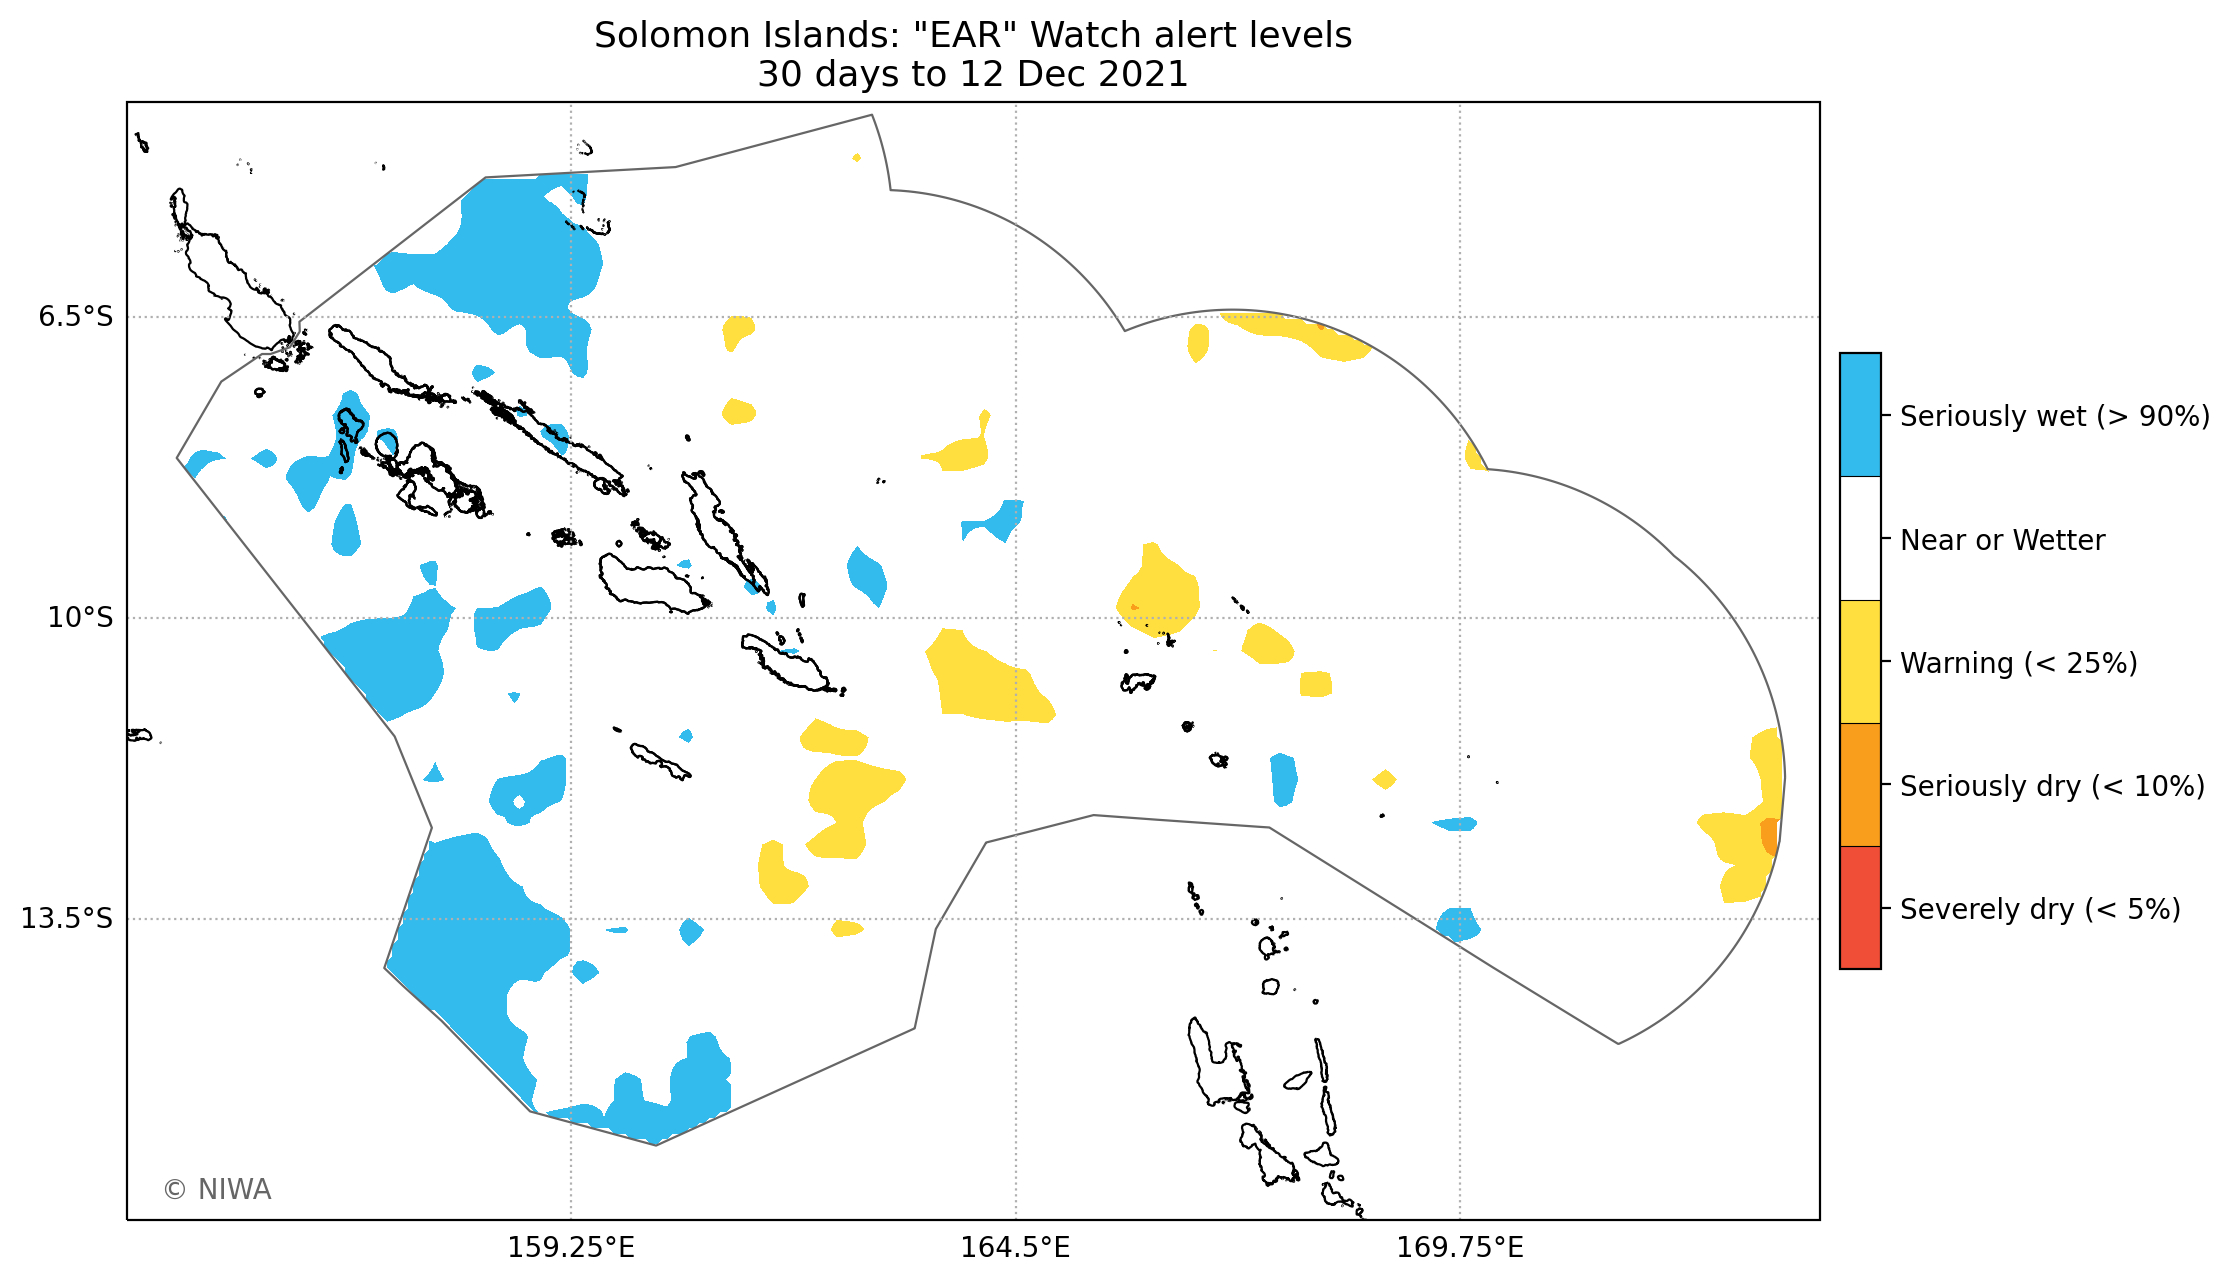 Solomon Islands: "EAR" Watch alert levels
30 days to 12 Dec 2021
6.5°S
10°S
13.5°S
159.25°E
164.5°E
169.75°E
Seriously wet (> 90%)
Near or Wetter
Warning (< 25%)
Seriously dry (< 10%)
Severely dry (< 5%)
© NIWA